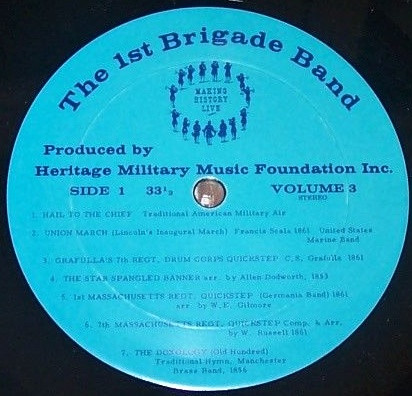 The 1st Brigade Band
MAKING
HISTORY
LIVE
Produced by
Heritage Military Music Foundation Inc.
SIDE 1 33⅓ VOLUME 3
STEREO
1. HAIL TO THE CHIEF Traditional American Military Air
2. UNION MARCH (Lincoln's Inaugural March) Francis Scala 1861 United States
Marine Band
3. GRAFULLA'S 7th REGT. DRUM CORPS QUICKSTEP C.S. Grafulla 1861
4. THE STAR SPANGLED BANNER arr. by Allen Dodworth, 1853
5. 1st MASSACHUSETTS REGT. QUICKSTEP (Germania Band) 1861
arr. by W.E. Gilmore
6. 7th MASSACHUSETTS REGT. QUICKSTEP Comp. & Arr.
by W. Russell 1861
7. THE DOXOLOGY (Old Hundred)
Traditional Hymn, Manchester
Brass Band, 1856